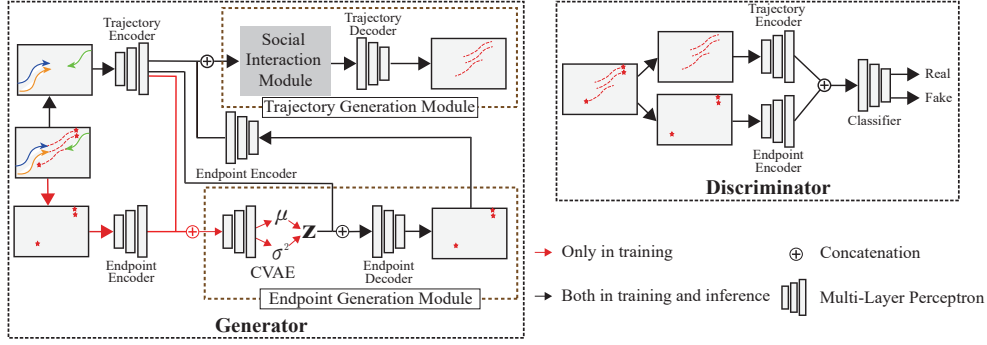 Trajectory
Encoder
Social
Interaction
Module
Trajectory
Decoder
Trajectory Generation Module
Endpoint Encoder
Endpoint
Encoder
μ
σ²
z
CVAE
Endpoint
Decoder
Endpoint Generation Module
Generator
Trajectory
Encoder
Real
Fake
Classifier
Endpoint
Encoder
Discriminator
Only in training
Concatenation
Both in training and inference
Multi-Layer Perceptron